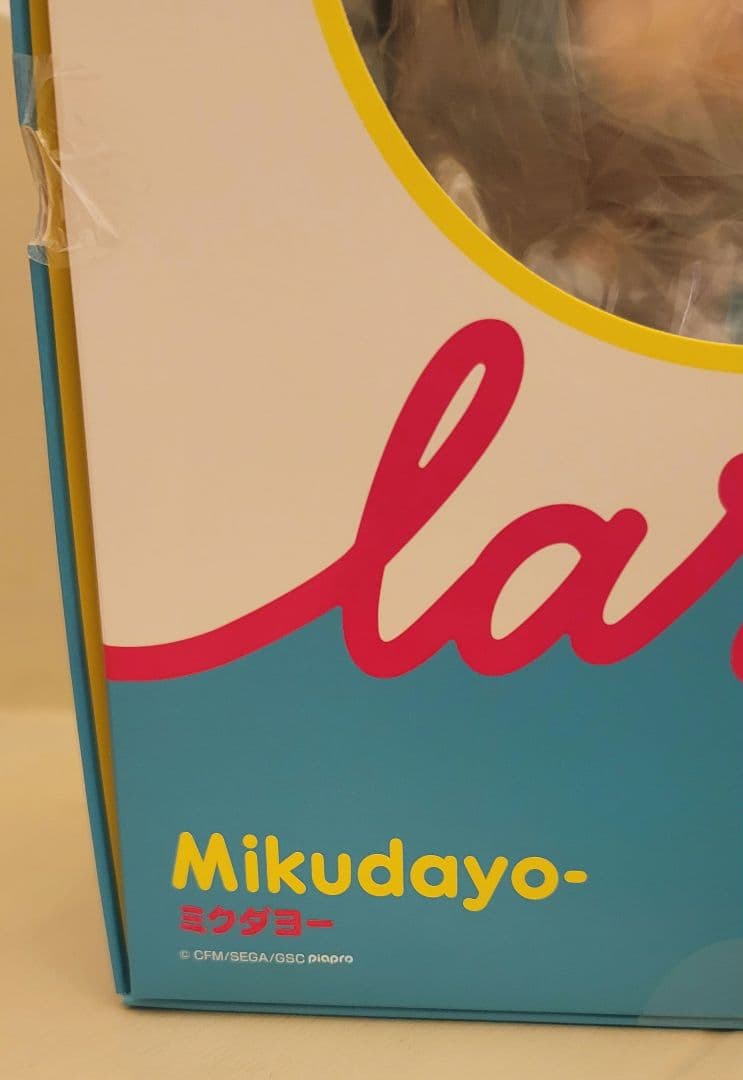 la
Mikudayo-
ミクダヨー
© CFM/SEGA/GSC piapro